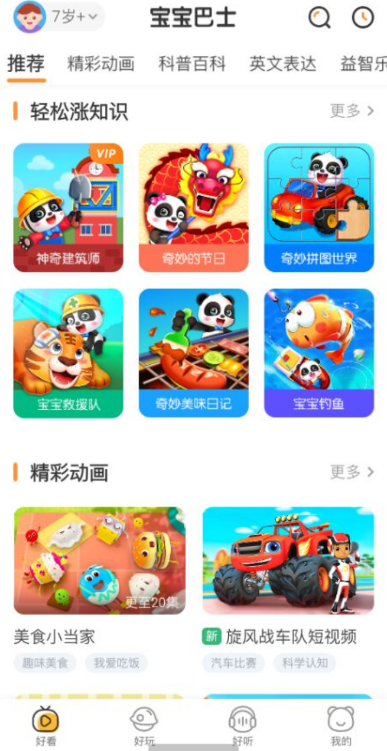 7岁+
宝宝巴士
推荐 精彩动画 科普百科 英文表达 益智乐
轻松涨知识 更多
VIP
神奇建筑师 奇妙的节日 奇妙拼图世界
宝宝救援队 奇妙美味日记 宝宝钓鱼
精彩动画 更多
更至20集
美食小当家 新 旋风战车队短视频
趣味美食 我爱吃饭 汽车比赛 科学认知
好看 好玩 好听 我的